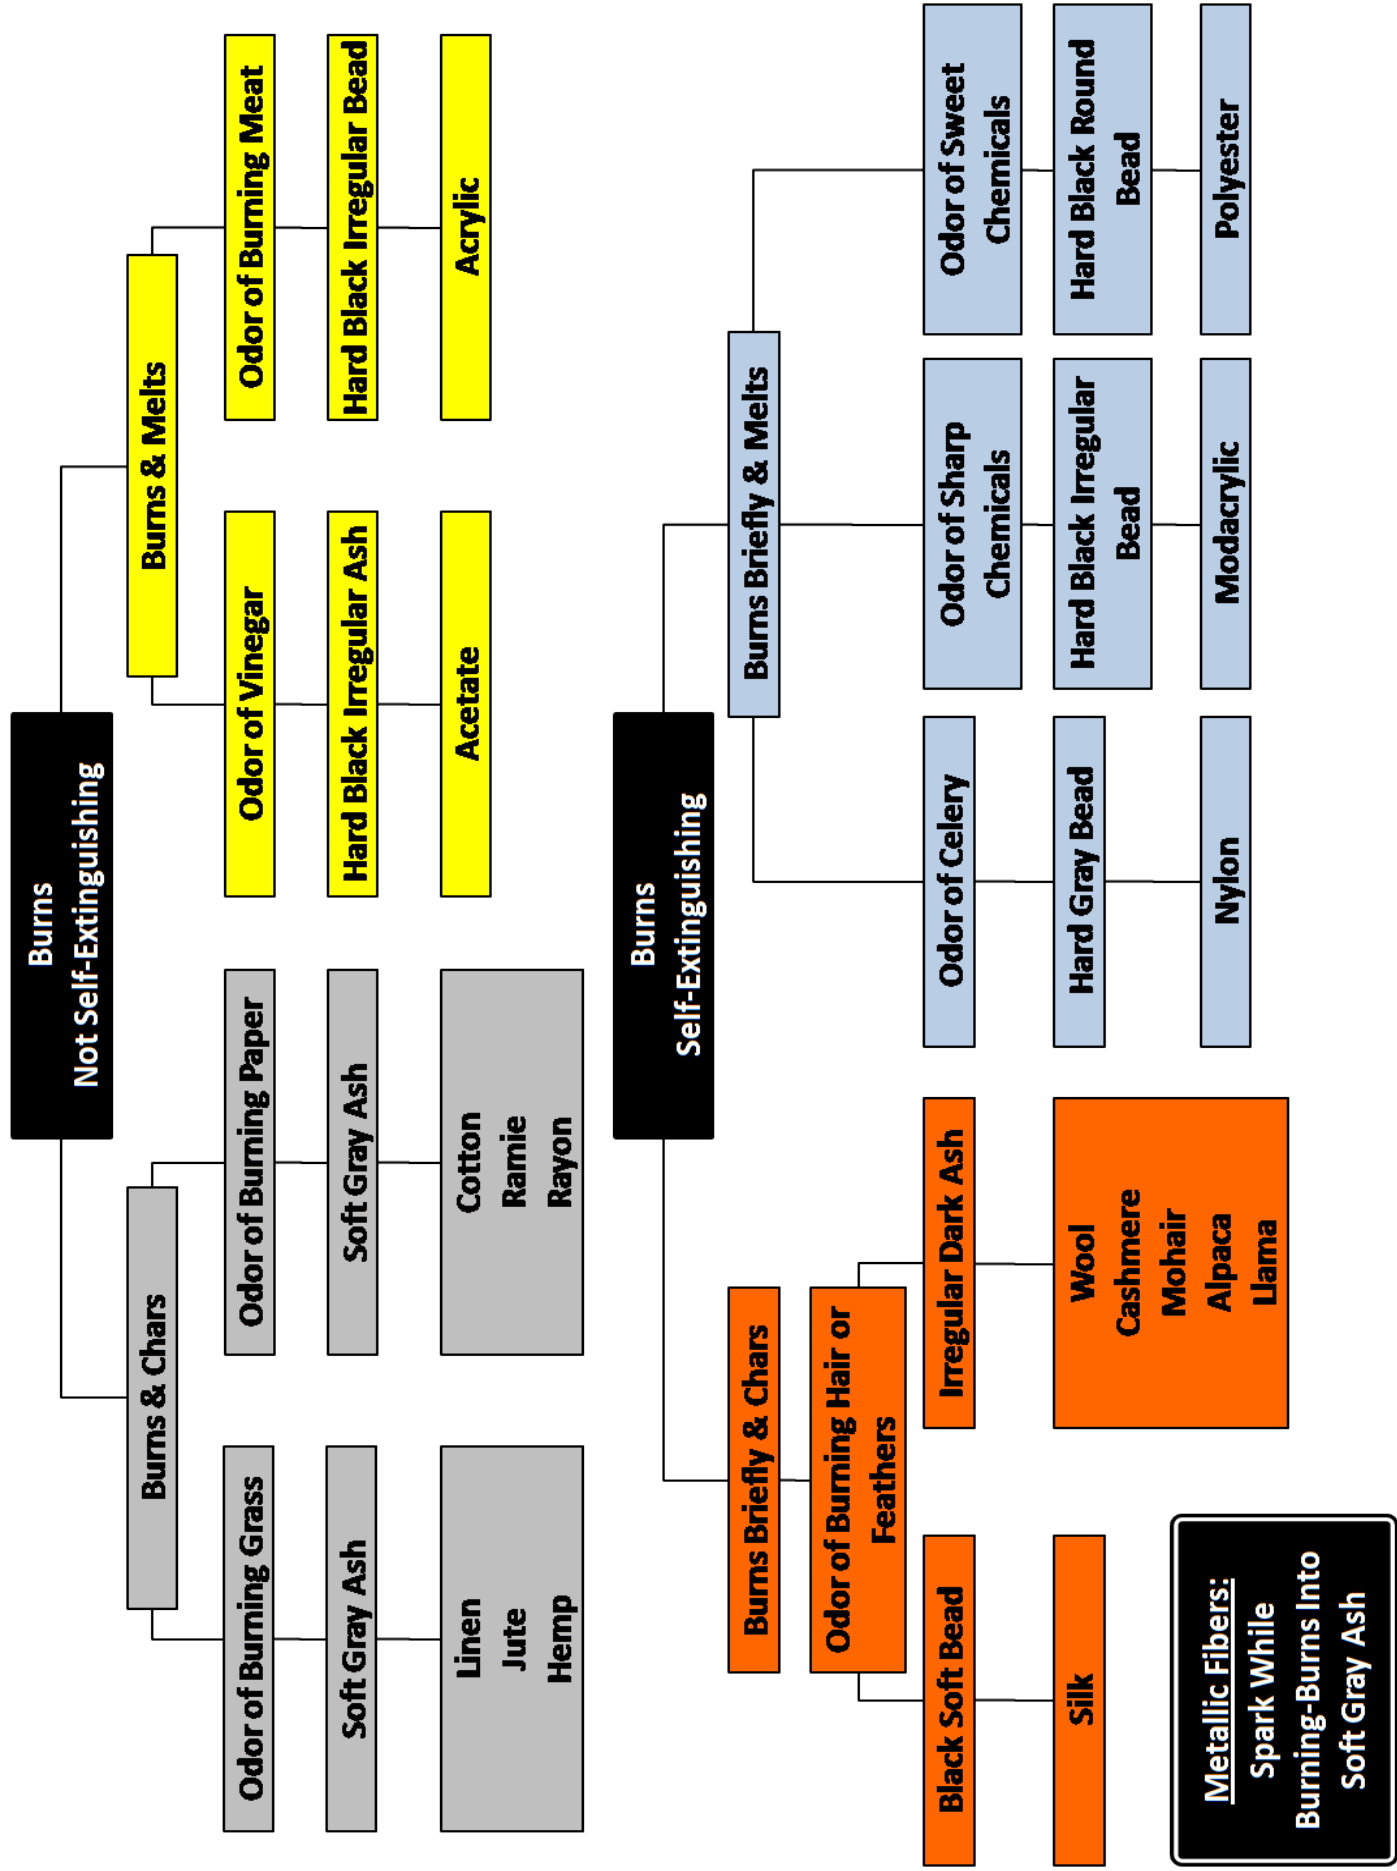 Burns
Not Self-Extinguishing
Burns & Chars
Burns & Melts
Odor of Burning Grass
Odor of Burning Paper
Odor of Vinegar
Odor of Burning Meat
Soft Gray Ash
Soft Gray Ash
Hard Black Irregular Ash
Hard Black Irregular Bead
Linen
Jute
Hemp
Cotton
Ramie
Rayon
Acetate
Acrylic
Burns
Self-Extinguishing
Burns Briefly & Chars
Burns Briefly & Melts
Odor of Burning Hair or
Feathers
Black Soft Bead
Irregular Dark Ash
Odor of Celery
Odor of Sharp
Chemicals
Odor of Sweet
Chemicals
Silk
Wool
Cashmere
Mohair
Alpaca
Llama
Hard Gray Bead
Hard Black Irregular
Bead
Hard Black Round
Bead
Nylon
Modacrylic
Polyester
Metallic Fibers:
Spark While
Burning-Burns Into
Soft Gray Ash